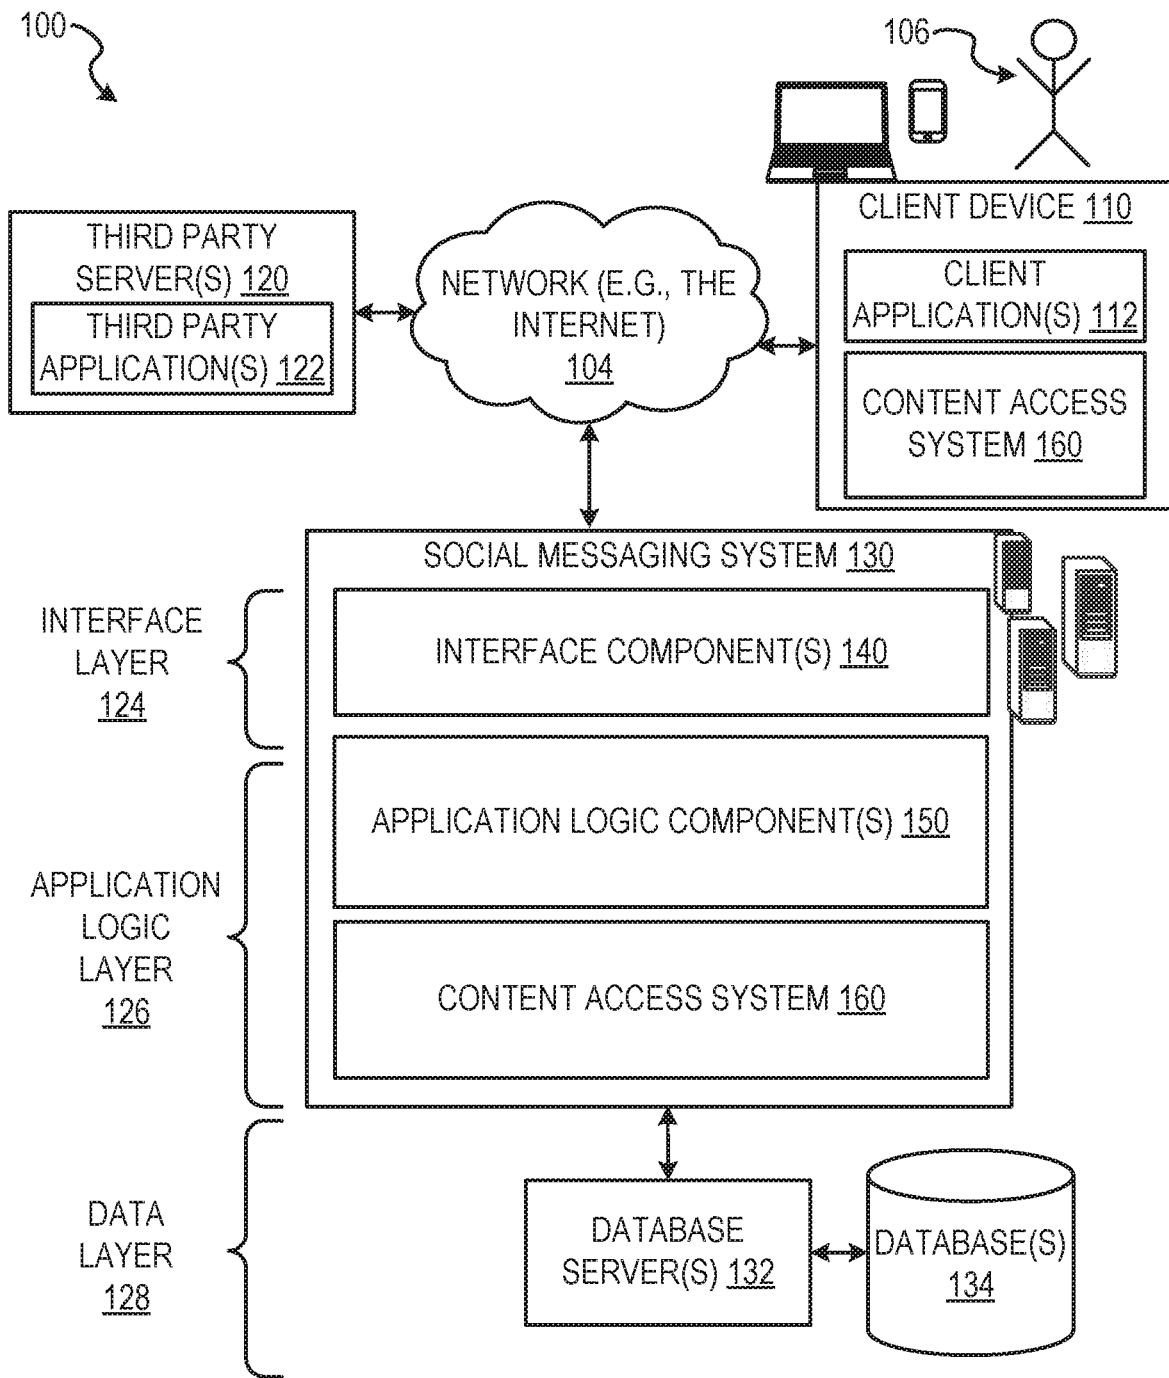 100
106
CLIENT DEVICE 110
CLIENT
APPLICATION(S) 112
CONTENT ACCESS
SYSTEM 160
THIRD PARTY
SERVER(S) 120
THIRD PARTY
APPLICATION(S) 122
NETWORK (E.G., THE
INTERNET)
104
SOCIAL MESSAGING SYSTEM 130
INTERFACE
LAYER
124
INTERFACE COMPONENT(S) 140
APPLICATION LOGIC COMPONENT(S) 150
APPLICATION
LOGIC
LAYER
126
CONTENT ACCESS SYSTEM 160
DATA
LAYER
128
DATABASE
SERVER(S) 132
DATABASE(S)
134